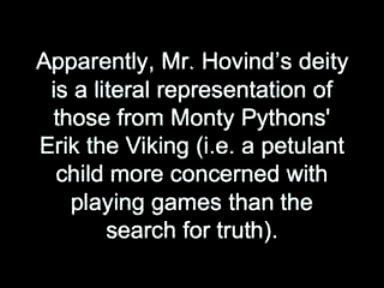 Apparently, Mr. Hovind's deity
is a literal representation of
those from Monty Pythons'
Erik the Viking (i.e. a petulant
child more concerned with
playing games than the
search for truth).